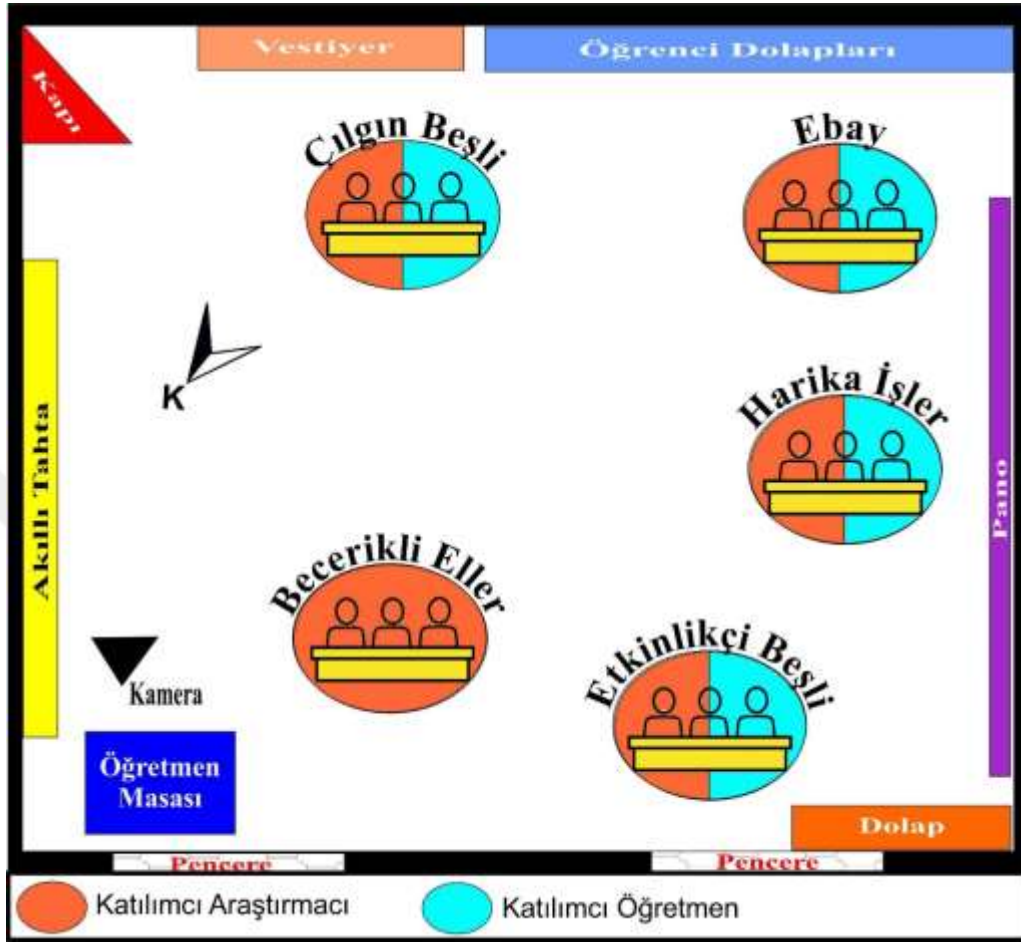 Vestiyer
Öğrenci Dolapları
Kapı
Çılgın Beşli
Ebay
Harika İşler
K
Akıllı Tahta
Pano
Becerikli Eller
Etkinlikçi Beşli
Kamera
Öğretmen
Masası
Dolap
Pencere
Pencere
Katılımcı Araştırmacı
Katılımcı Öğretmen